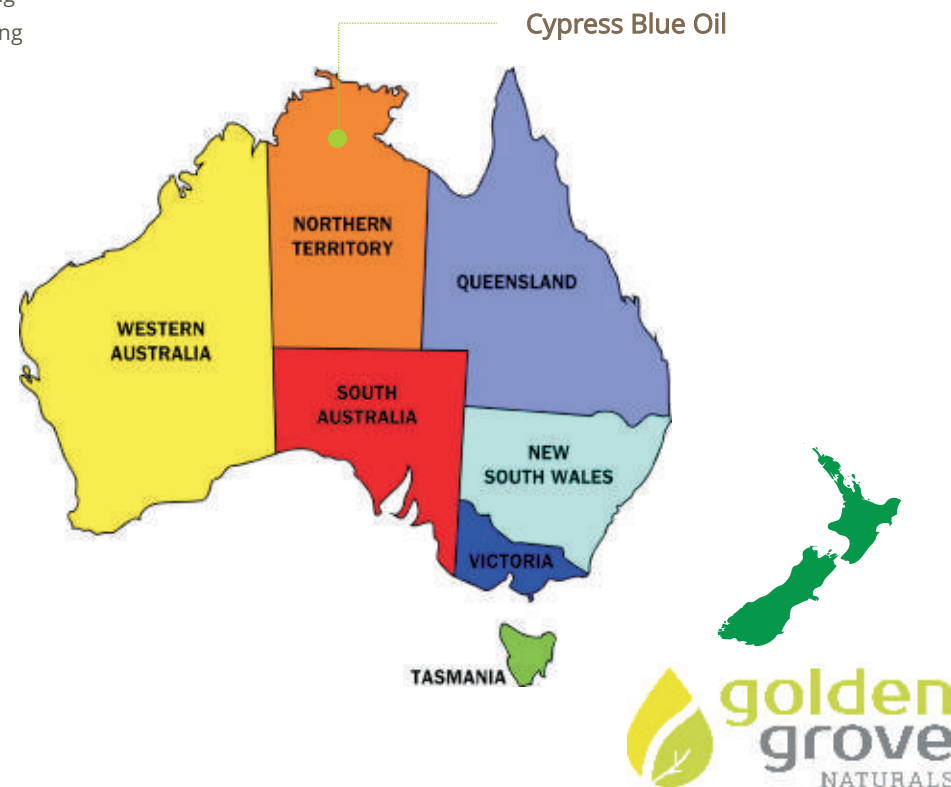 Cypress Blue Oil
NORTHERN
TERRITORY
QUEENSLAND
WESTERN
AUSTRALIA
SOUTH
AUSTRALIA
NEW
SOUTH WALES
VICTORIA
TASMANIA
golden
grove
NATURALS